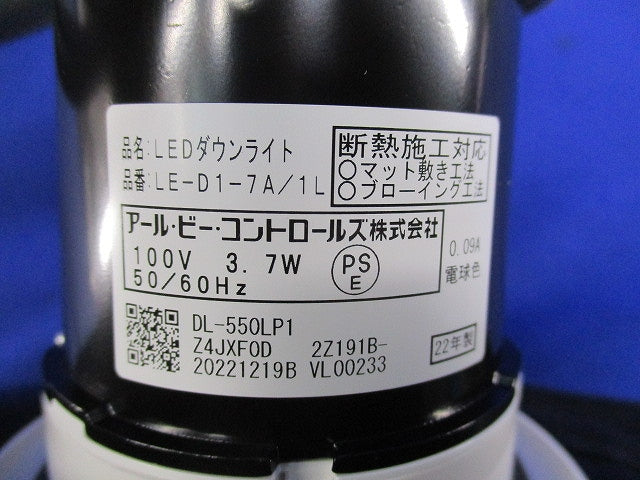 品名:LEDダウンライト
品番:LE-D1-7A/1L
断熱施工対応
○マット敷き工法
○ブローイング工法
アール・ビー・コントロールズ株式会社
100V 3.7W
50/60Hz
PS
E
0.09A
電球色
DL-550LP1
Z4JXF0D 2Z191B-
20221219B VL00233
22年製